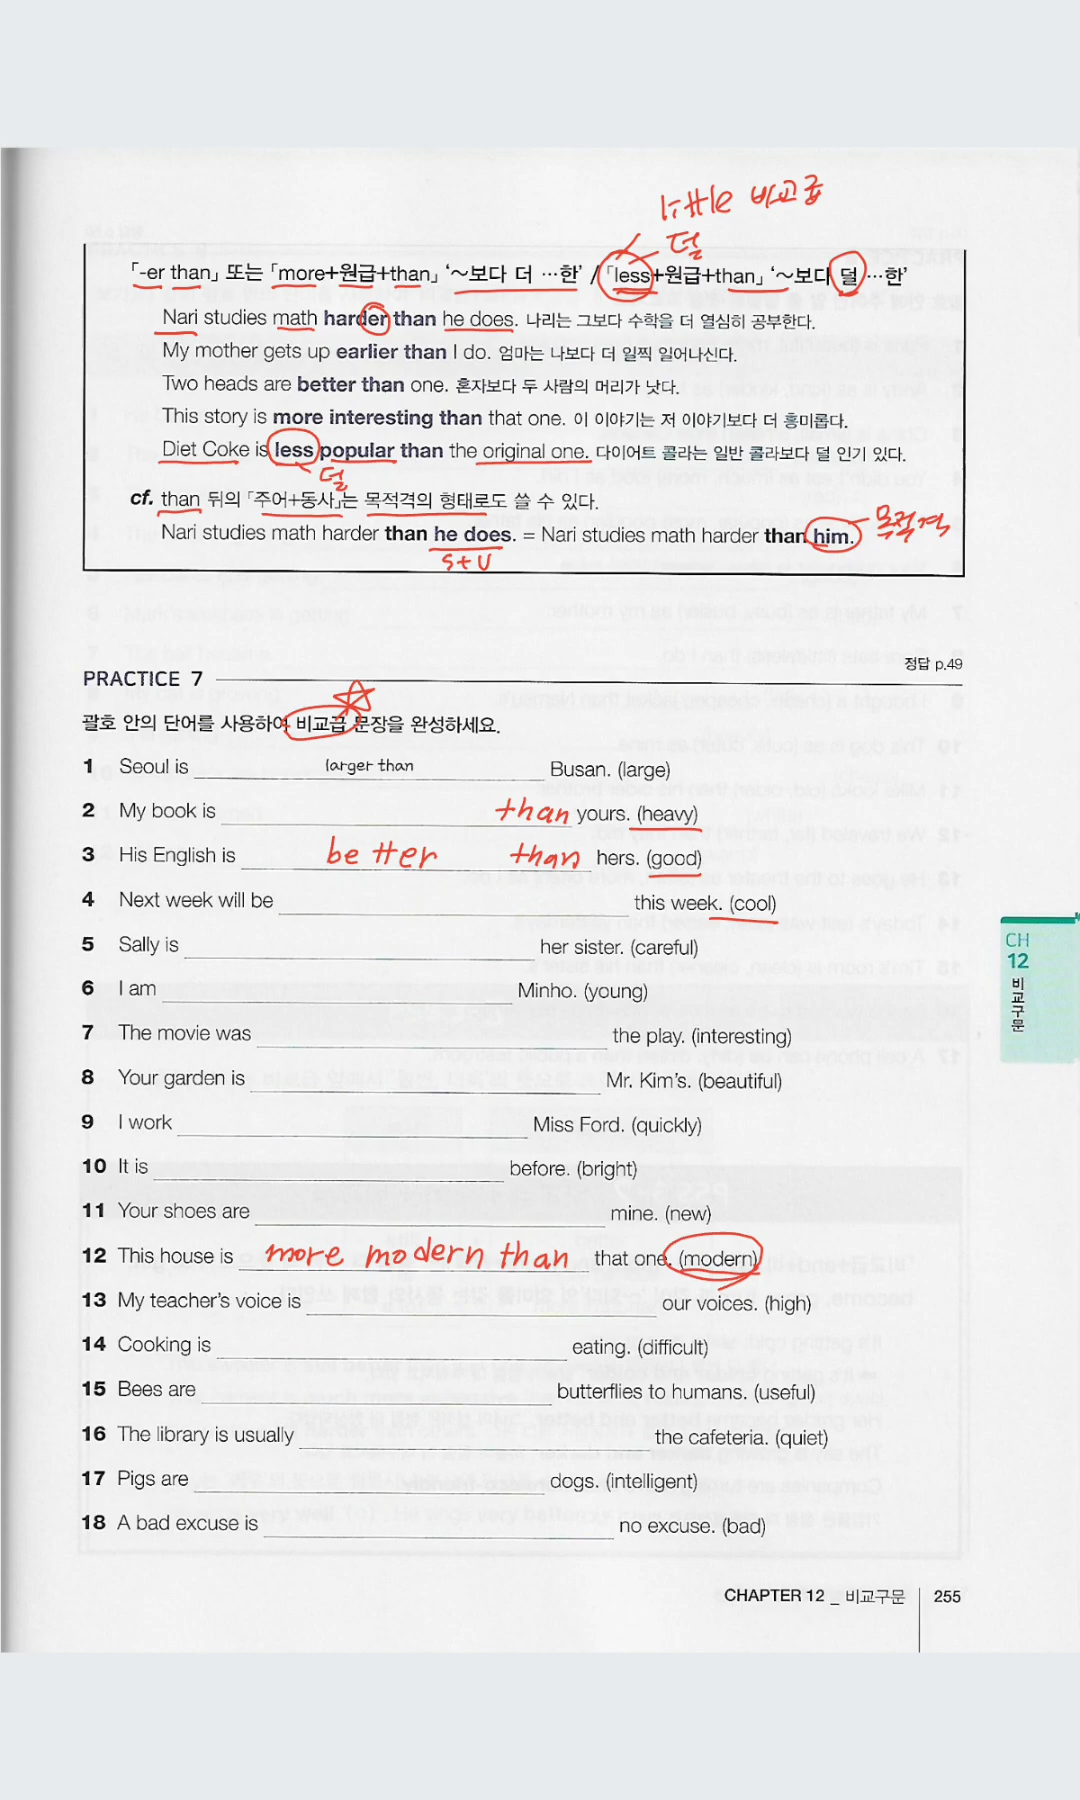 little 비교급
덜
「-er than」 또는 「more+원급+than」 ‘~보다 더 …한’ / 「less+원급+than」 ‘~보다 덜 …한’
Nari studies math harder than he does. 나리는 그보다 수학을 더 열심히 공부한다.
My mother gets up earlier than I do. 엄마는 나보다 더 일찍 일어나신다.
Two heads are better than one. 혼자보다 두 사람의 머리가 낫다.
This story is more interesting than that one. 이 이야기는 저 이야기보다 더 흥미롭다.
Diet Coke is less popular than the original one. 다이어트 콜라는 일반 콜라보다 덜 인기 있다.
덜
cf. than 뒤의 「주어+동사」는 목적격의 형태로도 쓸 수 있다.
Nari studies math harder than he does. = Nari studies math harder than him. 목적격
S+V
정답 p.49
PRACTICE 7
괄호 안의 단어를 사용하여 비교급 문장을 완성하세요.
1 Seoul is larger than Busan. (large)
2 My book is than yours. (heavy)
3 His English is better than hers. (good)
4 Next week will be this week. (cool)
5 Sally is her sister. (careful)
6 I am Minho. (young)
7 The movie was the play. (interesting)
8 Your garden is Mr. Kim’s. (beautiful)
9 I work Miss Ford. (quickly)
10 It is before. (bright)
11 Your shoes are mine. (new)
12 This house is more modern than that one. (modern)
13 My teacher’s voice is our voices. (high)
14 Cooking is eating. (difficult)
15 Bees are butterflies to humans. (useful)
16 The library is usually the cafeteria. (quiet)
17 Pigs are dogs. (intelligent)
18 A bad excuse is no excuse. (bad)
CH
12
비교구문
CHAPTER 12 _ 비교구문 255